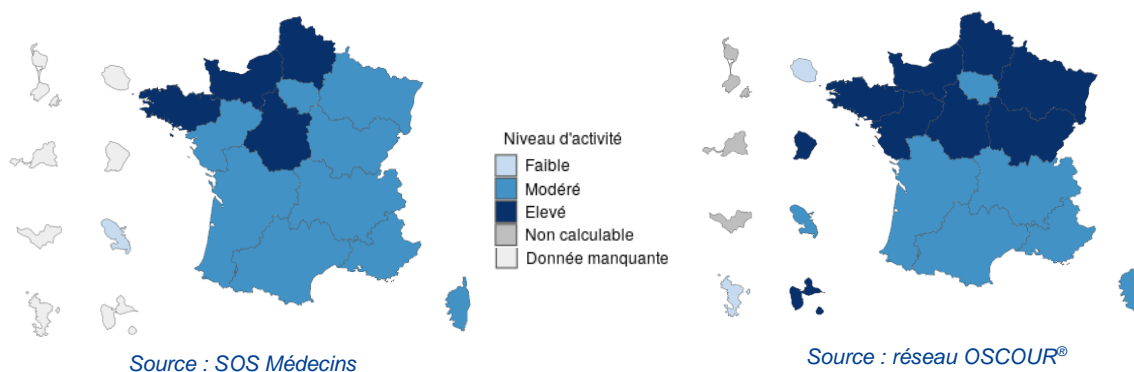 Niveau d'activité
Faible
Modéré
Elevé
Non calculable
Donnée manquante
Source : SOS Médecins
Source : réseau OSCOUR®